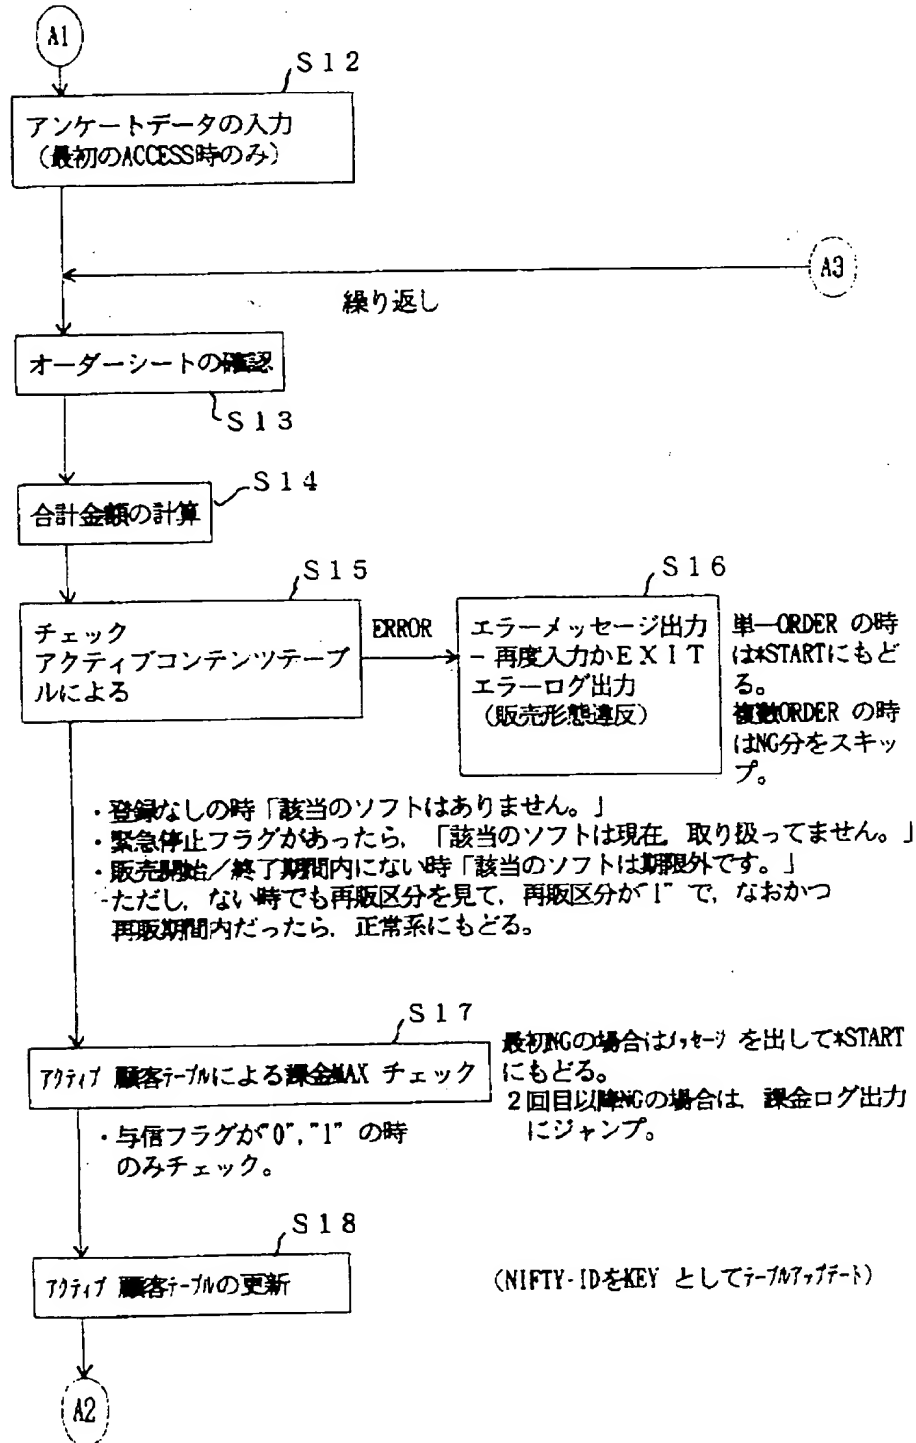 A1
S12
アンケートデータの入力
(最初のACCESS時のみ)
A3
繰り返し
オーダーシートの確認
S13
S14
合計金額の計算
S15
チェック
アクティブコンテンツテーブ
ルによる
ERROR
S16
エラーメッセージ出力
－再度入力かEXIT
エラーログ出力
(販売形態違反)
単一ORDER の時
は*STARTにもど
る。
複数ORDER の時
はNG分をスキッ
プ。
・登録なしの時「該当のソフトはありません。」
・緊急停止フラグがあったら，「該当のソフトは現在，取り扱ってません。」
・販売開始／終了期間内にない時「該当のソフトは期限外です。」
-ただし，ない時でも再販区分を見て，再販区分が"1" で，なおかつ
再販期間内だったら，正常系にもどる。
S17
アクティブ 顧客テーブルによる課金MAX チェック
最初NGの場合はメッセージ を出して*START
にもどる。
2回目以降NGの場合は，課金ログ出力
にジャンプ。
・与信フラグが"0","1" の時
のみチェック。
S18
アクティブ 顧客テーブルの更新
(NIFTY-IDをKEY としてテーブルアップデート)
A2